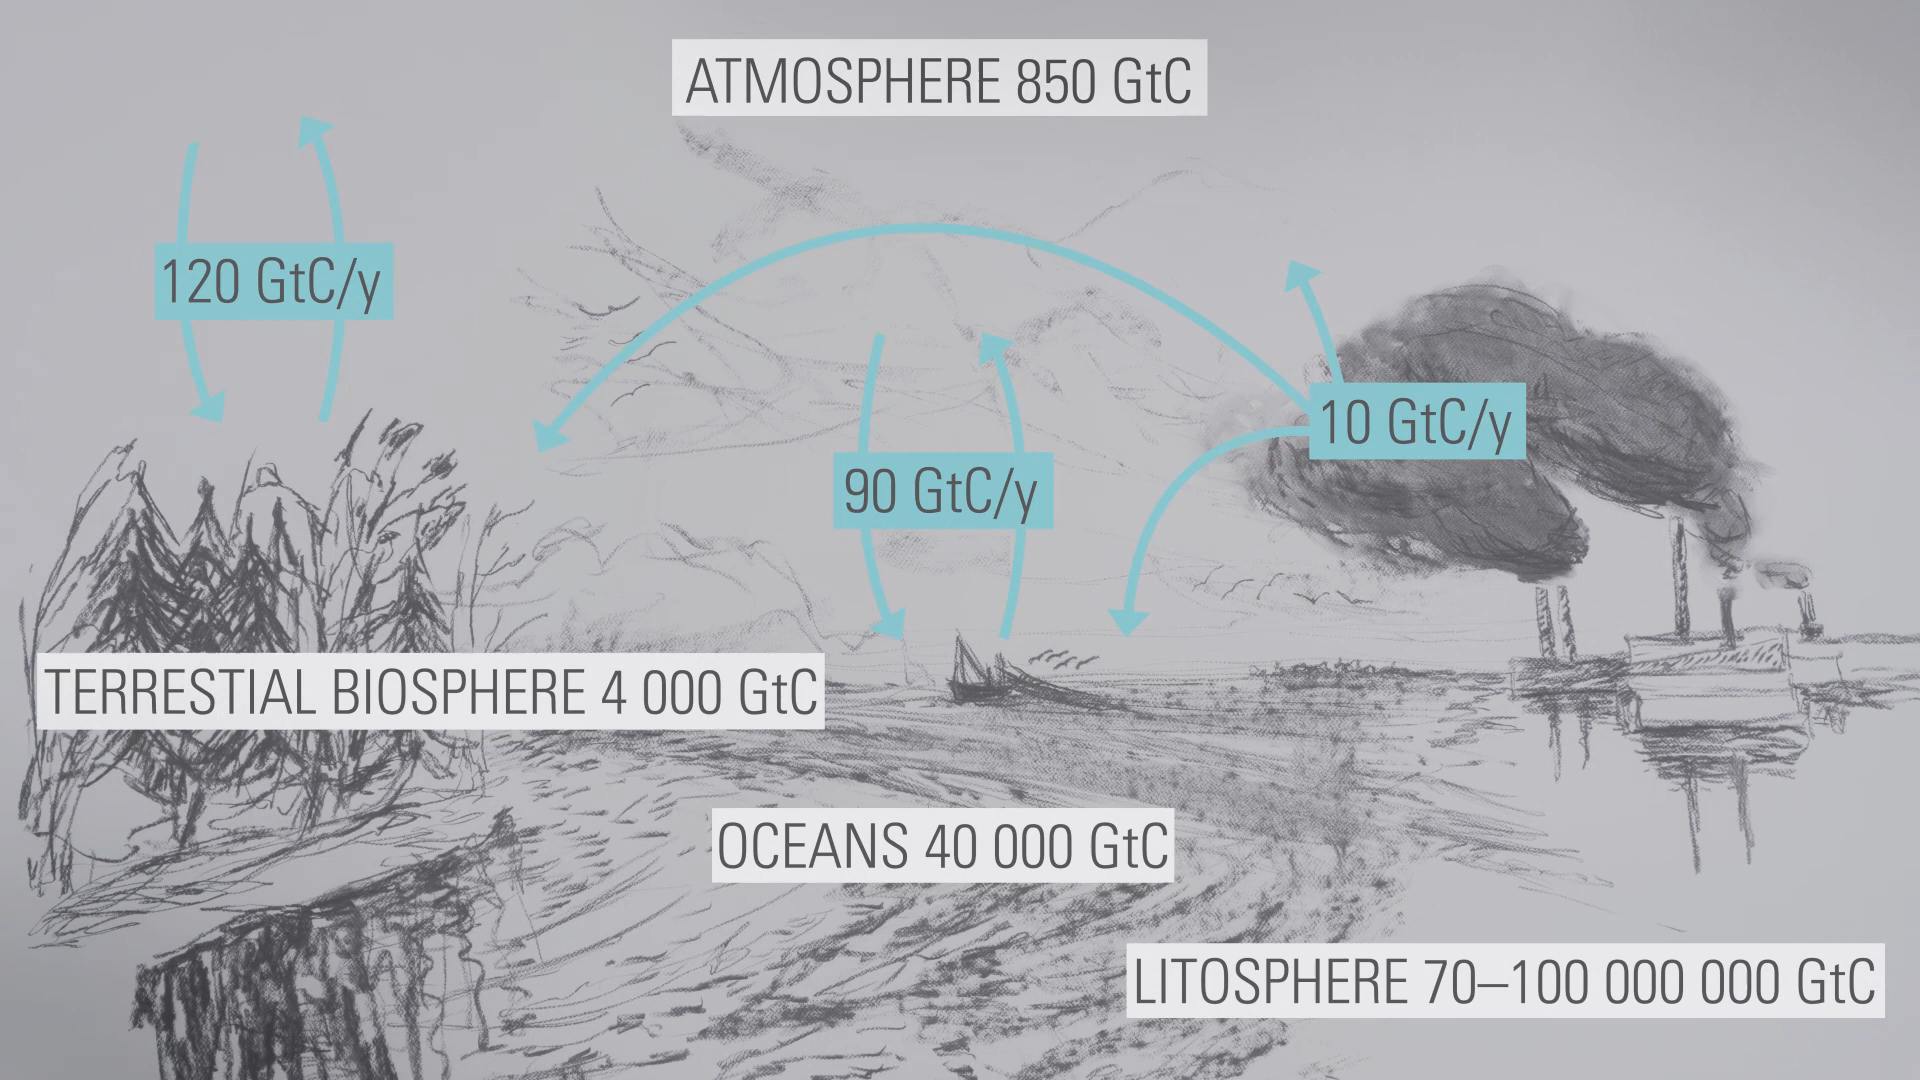 ATMOSPHERE 850 GtC
120 GtC/y
10 GtC/y
90 GtC/y
TERRESTIAL BIOSPHERE 4 000 GtC
OCEANS 40 000 GtC
LITOSPHERE 70–100 000 000 GtC